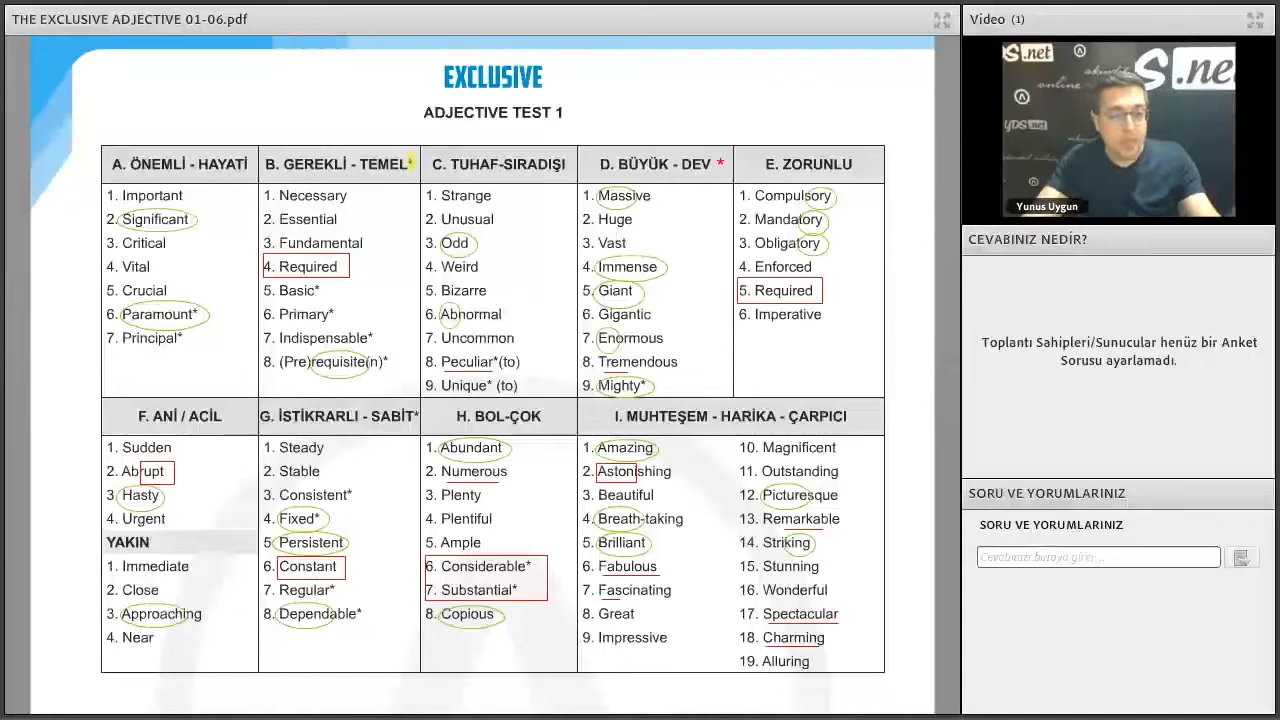 THE EXCLUSIVE ADJECTIVE 01-06.pdf
EXCLUSIVE
ADJECTIVE TEST 1
A. ÖNEMLİ - HAYATİ
1. Important
2. Significant
3. Critical
4. Vital
5. Crucial
6. Paramount*
7. Principal*
B. GEREKLİ - TEMEL*
1. Necessary
2. Essential
3. Fundamental
4. Required
5. Basic*
6. Primary*
7. Indispensable*
8. (Pre)requisite(n)*
C. TUHAF-SIRADIŞI
1. Strange
2. Unusual
3. Odd
4. Weird
5. Bizarre
6. Abnormal
7. Uncommon
8. Peculiar*(to)
9. Unique* (to)
D. BÜYÜK - DEV *
1. Massive
2. Huge
3. Vast
4. Immense
5. Giant
6. Gigantic
7. Enormous
8. Tremendous
9. Mighty*
E. ZORUNLU
1. Compulsory
2. Mandatory
3. Obligatory
4. Enforced
5. Required
6. Imperative
F. ANİ / ACİL
1. Sudden
2. Abrupt
3 Hasty
4. Urgent
YAKIN
1. Immediate
2. Close
3. Approaching
4. Near
G. İSTİKRARLI - SABİT*
1. Steady
2. Stable
3. Consistent*
4. Fixed*
5 Persistent
6. Constant
7. Regular*
8. Dependable*
H. BOL-ÇOK
1. Abundant
2. Numerous
3. Plenty
4. Plentiful
5. Ample
6. Considerable*
7. Substantial*
8. Copious
I. MUHTEŞEM - HARİKA - ÇARPICI
1. Amazing
2. Astonishing
3. Beautiful
4. Breath-taking
5. Brilliant
6. Fabulous
7. Fascinating
8. Great
9. Impressive
10. Magnificent
11. Outstanding
12. Picturesque
13. Remarkable
14. Striking
15. Stunning
16. Wonderful
17. Spectacular
18. Charming
19. Alluring
Video (1)
S.net
S.net
online
YDS.net
Yunus Uygun
CEVABINIZ NEDİR?
Toplantı Sahipleri/Sunucular henüz bir Anket
Sorusu ayarlamadı.
SORU VE YORUMLARINIZ
SORU VE YORUMLARINIZ
Cevabınızı buraya girin...